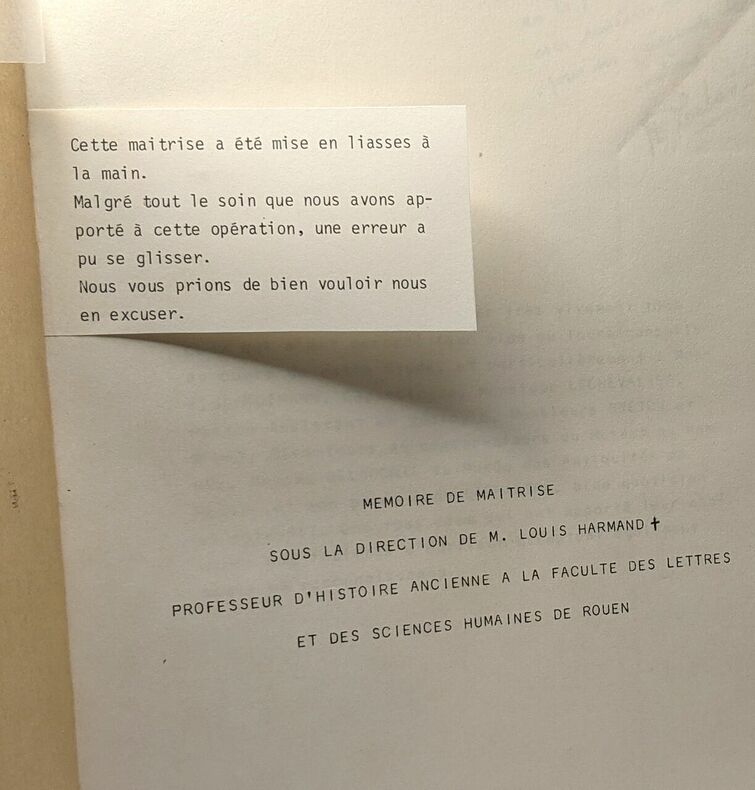 Cette maitrise a été mise en liasses à
la main.
Malgré tout le soin que nous avons ap-
porté à cette opération, une erreur a
pu se glisser.
Nous vous prions de bien vouloir nous
en excuser.
MEMOIRE DE MAITRISE
SOUS LA DIRECTION DE M. LOUIS HARMAND ✝
PROFESSEUR D'HISTOIRE ANCIENNE A LA FACULTE DES LETTRES
ET DES SCIENCES HUMAINES DE ROUEN